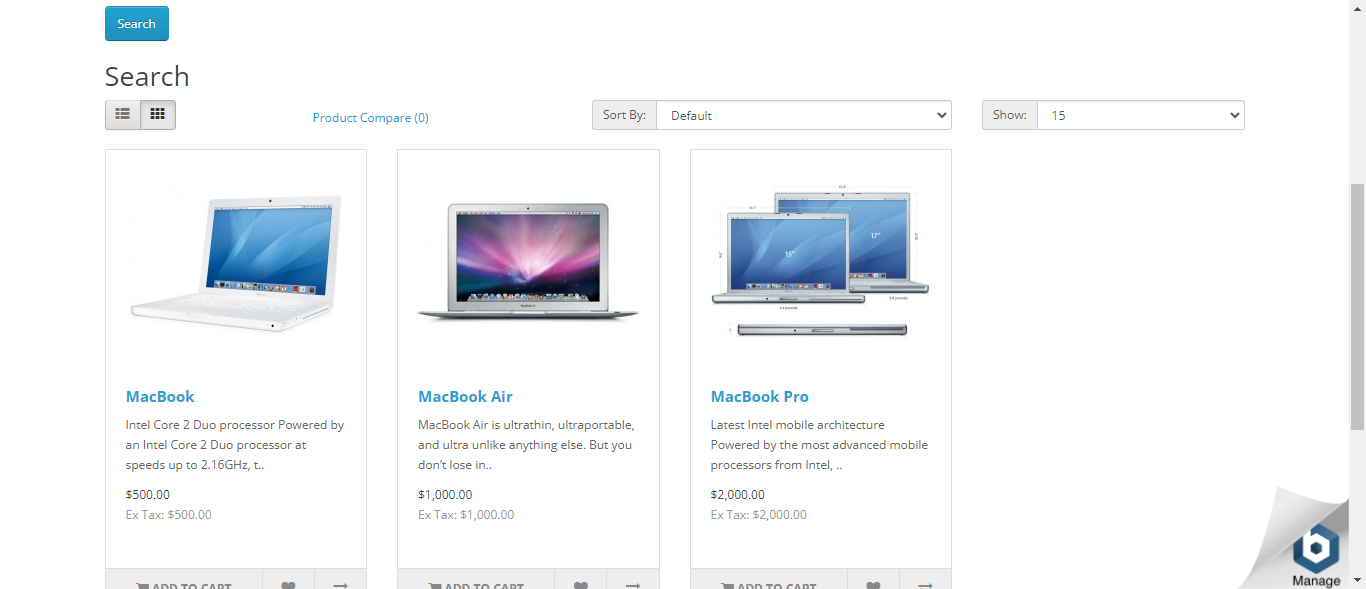 Search
Search
Product Compare (0)
Sort By:
Default
Show:
15
MacBook
Intel Core 2 Duo processor Powered by
an Intel Core 2 Duo processor at
speeds up to 2.16GHz, t..
$500.00
Ex Tax: $500.00
ADD TO CART
MacBook Air
MacBook Air is ultrathin, ultraportable,
and ultra unlike anything else. But you
don’t lose in..
$1,000.00
Ex Tax: $1,000.00
ADD TO CART
15"
17"
MacBook Pro
Latest Intel mobile architecture
Powered by the most advanced mobile
processors from Intel, ..
$2,000.00
Ex Tax: $2,000.00
ADD TO CART
b
Manage